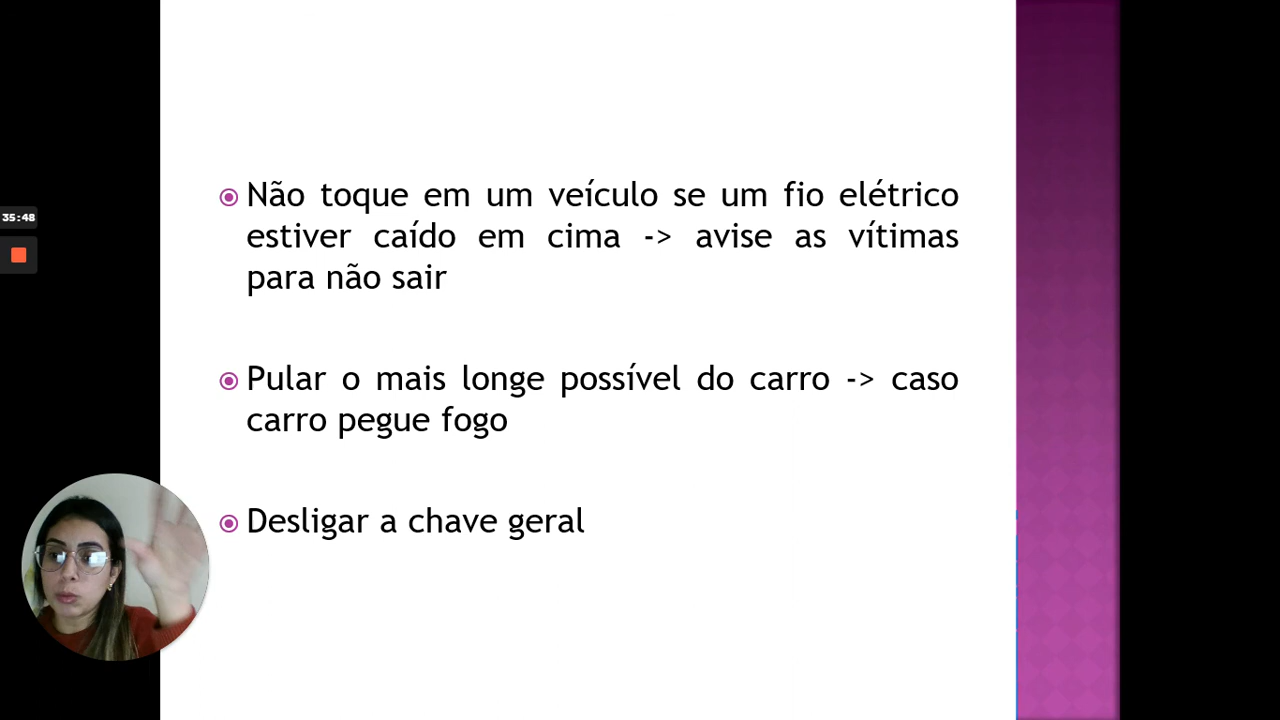 Não toque em um veículo se um fio elétrico
estiver caído em cima -> avise as vítimas
para não sair
35:48
Pular o mais longe possível do carro -> caso
carro pegue fogo
Desligar a chave geral